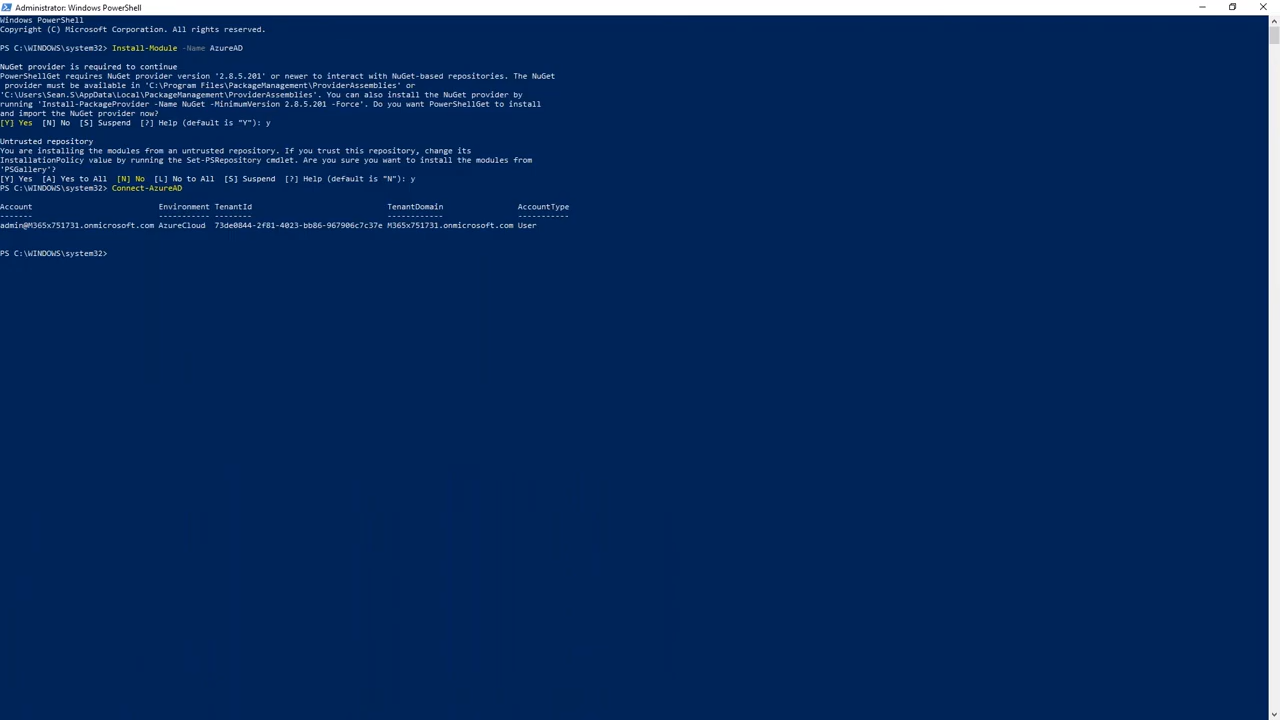 Administrator: Windows PowerShell
Windows PowerShell
Copyright (C) Microsoft Corporation. All rights reserved.
PS C:\WINDOWS\system32> Install-Module -Name AzureAD
NuGet provider is required to continue
PowerShellGet requires NuGet provider version '2.8.5.201' or newer to interact with NuGet-based repositories. The NuGet
provider must be available in 'C:\Program Files\PackageManagement\ProviderAssemblies' or
'C:\Users\Sean.S\AppData\Local\PackageManagement\ProviderAssemblies'. You can also install the NuGet provider by
running 'Install-PackageProvider -Name NuGet -MinimumVersion 2.8.5.201 -Force'. Do you want PowerShellGet to install
and import the NuGet provider now?
[Y] Yes  [N] No  [S] Suspend  [?] Help (default is "Y"): y
Untrusted repository
You are installing the modules from an untrusted repository. If you trust this repository, change its
InstallationPolicy value by running the Set-PSRepository cmdlet. Are you sure you want to install the modules from
'PSGallery'?
[Y] Yes  [A] Yes to All  [N] No  [L] No to All  [S] Suspend  [?] Help (default is "N"): y
PS C:\WINDOWS\system32> Connect-AzureAD
Account Environment TenantId TenantDomain AccountType
------- ----------- -------- ------------ -----------
admin@M365x751731.onmicrosoft.com AzureCloud 73de0844-2f81-4023-bb86-967906c7c37e M365x751731.onmicrosoft.com User
PS C:\WINDOWS\system32>